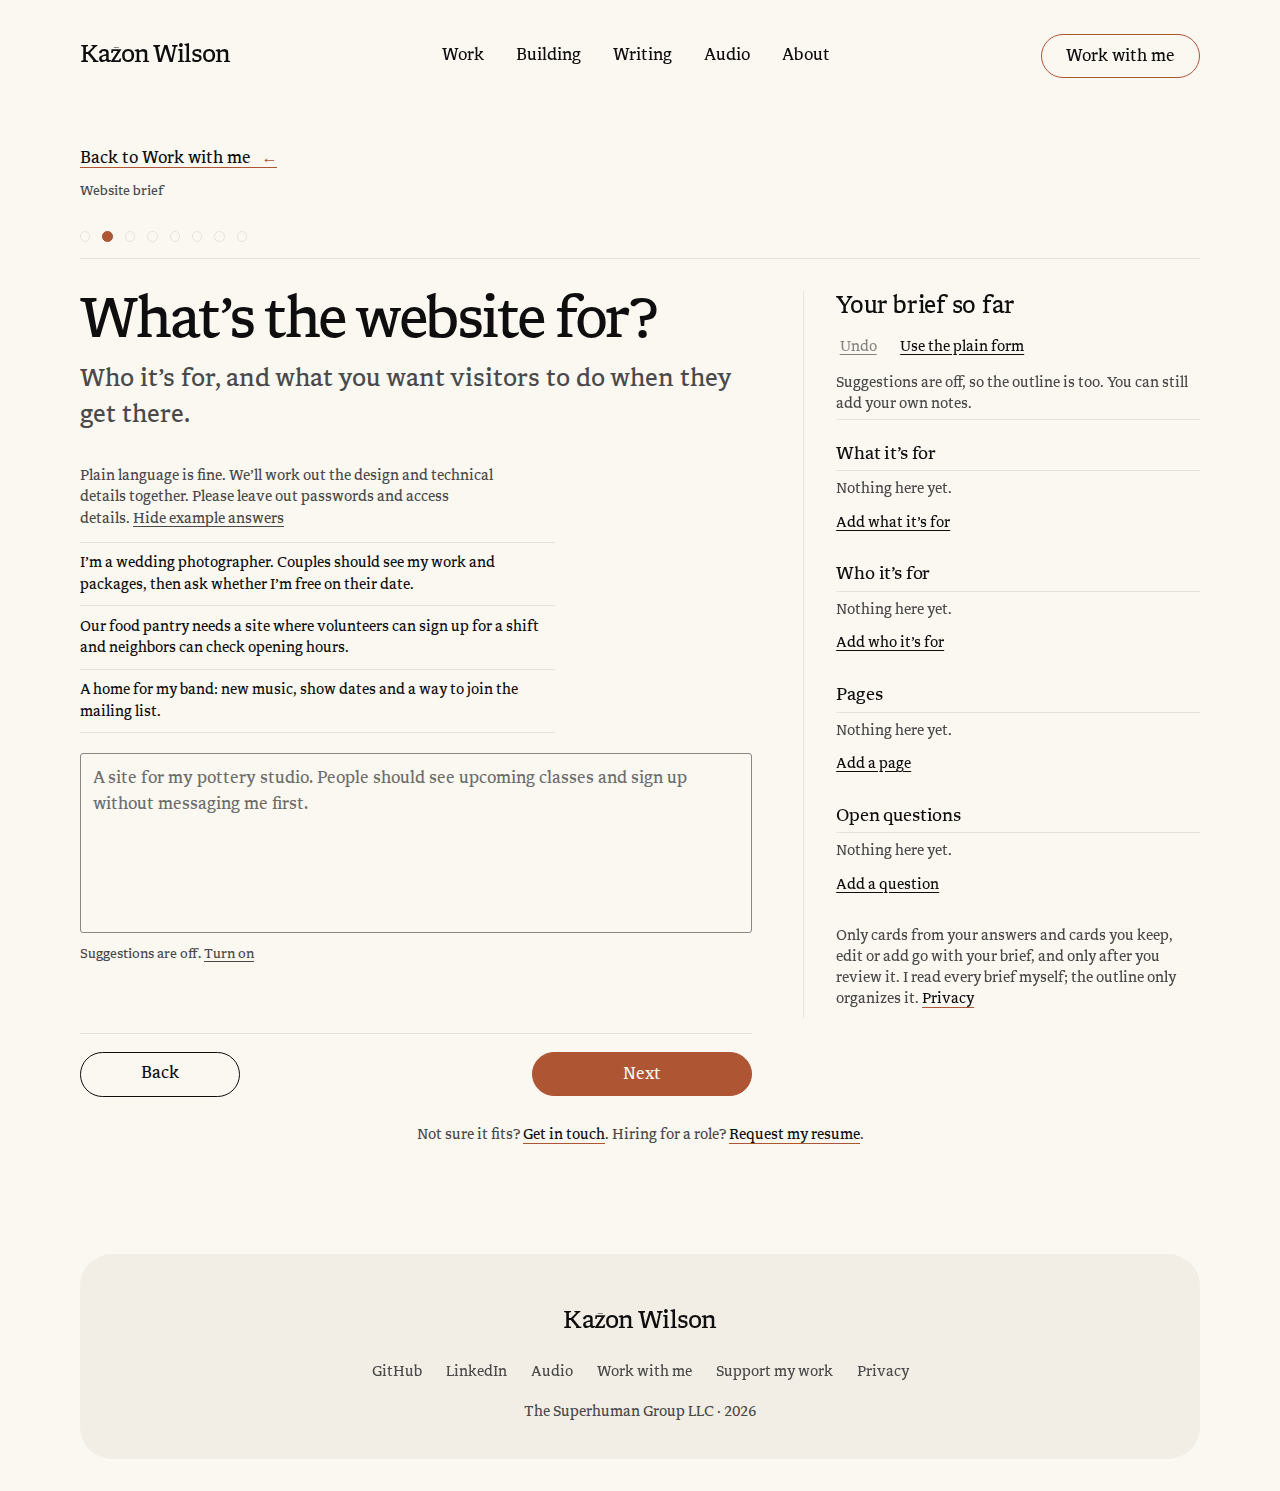 Kazon Wilson
Work
Building
Writing
Audio
About
Work with me
Back to Work with me ←
Website brief
What’s the website for?
Who it’s for, and what you want visitors to do when they
get there.
Plain language is fine. We’ll work out the design and technical
details together. Please leave out passwords and access
details. Hide example answers
I’m a wedding photographer. Couples should see my work and
packages, then ask whether I’m free on their date.
Our food pantry needs a site where volunteers can sign up for a shift
and neighbors can check opening hours.
A home for my band: new music, show dates and a way to join the
mailing list.
A site for my pottery studio. People should see upcoming classes and sign up
without messaging me first.
Suggestions are off. Turn on
Back
Next
Your brief so far
Undo
Use the plain form
Suggestions are off, so the outline is too. You can still
add your own notes.
What it’s for
Nothing here yet.
Add what it’s for
Who it’s for
Nothing here yet.
Add who it’s for
Pages
Nothing here yet.
Add a page
Open questions
Nothing here yet.
Add a question
Only cards from your answers and cards you keep,
edit or add go with your brief, and only after you
review it. I read every brief myself; the outline only
organizes it. Privacy
Not sure it fits? Get in touch. Hiring for a role? Request my resume.
Kazon Wilson
GitHub
LinkedIn
Audio
Work with me
Support my work
Privacy
The Superhuman Group LLC · 2026